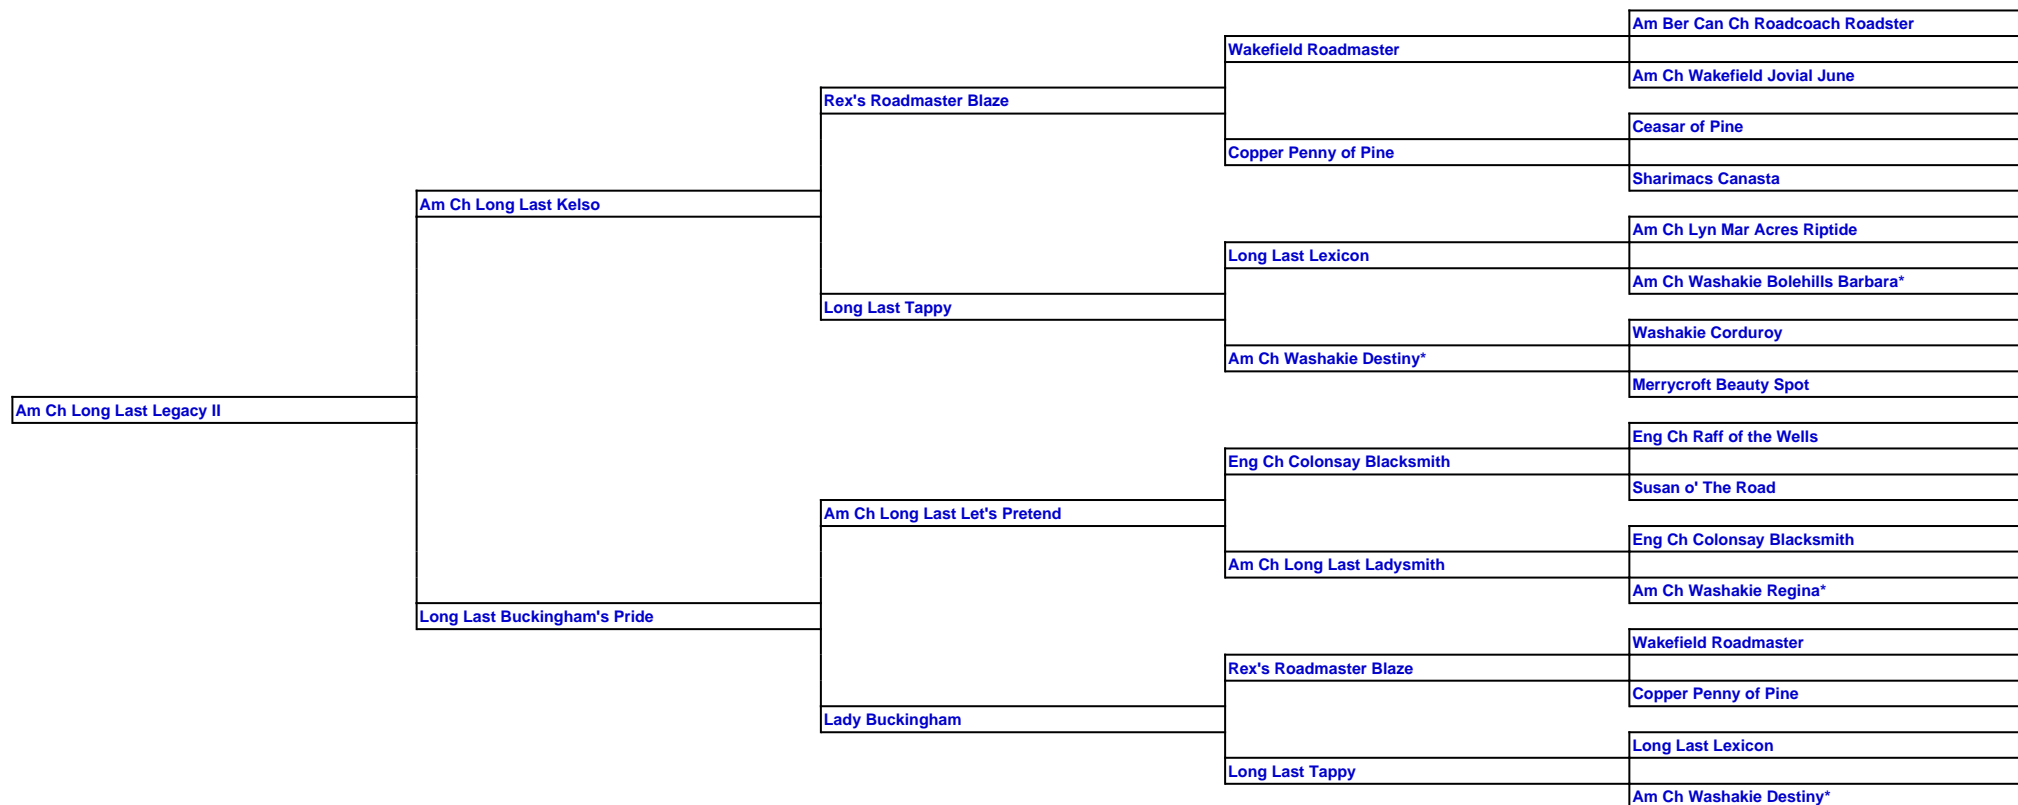 Am Ber Can Ch Roadcoach Roadster
Wakefield Roadmaster
Am Ch Wakefield Jovial June
Rex's Roadmaster Blaze
Ceasar of Pine
Copper Penny of Pine
Sharimacs Canasta
Am Ch Long Last Kelso
Am Ch Lyn Mar Acres Riptide
Long Last Lexicon
Am Ch Washakie Bolehills Barbara*
Long Last Tappy
Washakie Corduroy
Am Ch Washakie Destiny*
Merrycroft Beauty Spot
Am Ch Long Last Legacy II
Eng Ch Raff of the Wells
Eng Ch Colonsay Blacksmith
Susan o' The Road
Am Ch Long Last Let's Pretend
Eng Ch Colonsay Blacksmith
Am Ch Long Last Ladysmith
Am Ch Washakie Regina*
Long Last Buckingham's Pride
Wakefield Roadmaster
Rex's Roadmaster Blaze
Copper Penny of Pine
Lady Buckingham
Long Last Lexicon
Long Last Tappy
Am Ch Washakie Destiny*